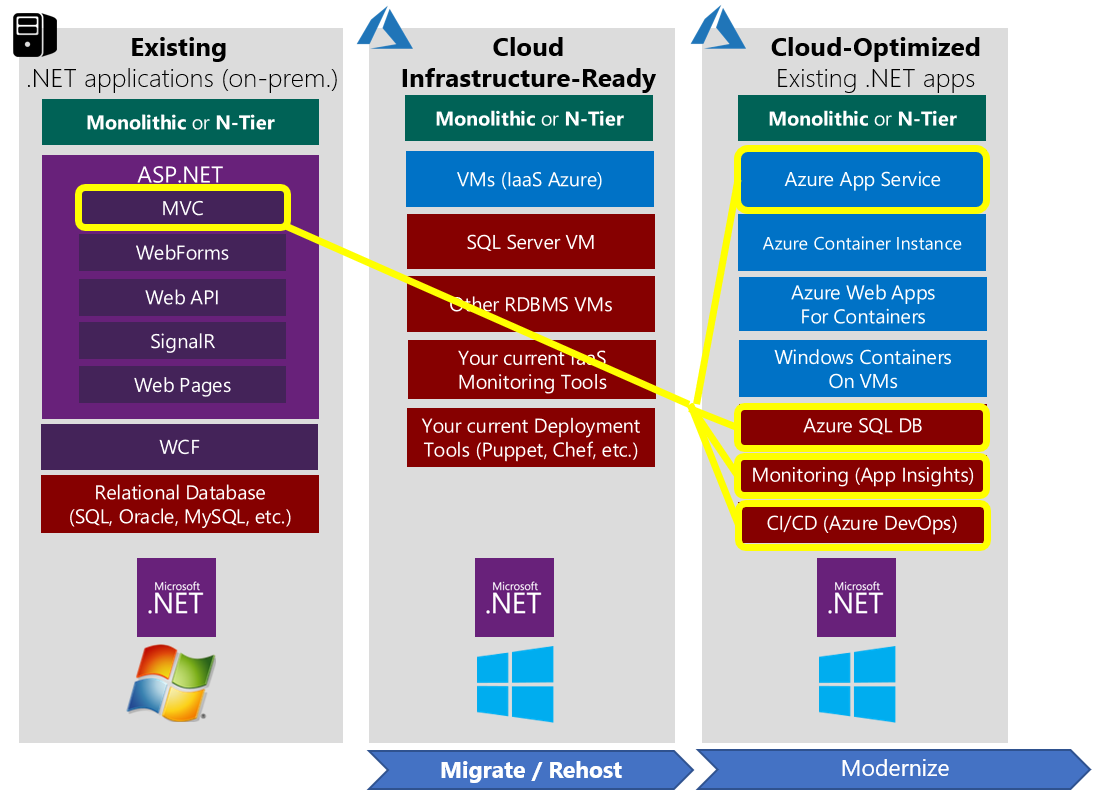 Existing
.NET applications (on-prem.)
Monolithic or N-Tier
ASP.NET
MVC
WebForms
Web API
SignalR
Web Pages
WCF
Relational Database
(SQL, Oracle, MySQL, etc.)
Microsoft
.NET
Cloud
Infrastructure-Ready
Monolithic or N-Tier
VMs (IaaS Azure)
SQL Server VM
Other RDBMS VMs
Your current IaaS
Monitoring Tools
Your current Deployment
Tools (Puppet, Chef, etc.)
Microsoft
.NET
Migrate / Rehost
Cloud-Optimized
Existing .NET apps
Monolithic or N-Tier
Azure App Service
Azure Container Instance
Azure Web Apps
For Containers
Windows Containers
On VMs
Azure SQL DB
Monitoring (App Insights)
CI/CD (Azure DevOps)
Microsoft
.NET
Modernize